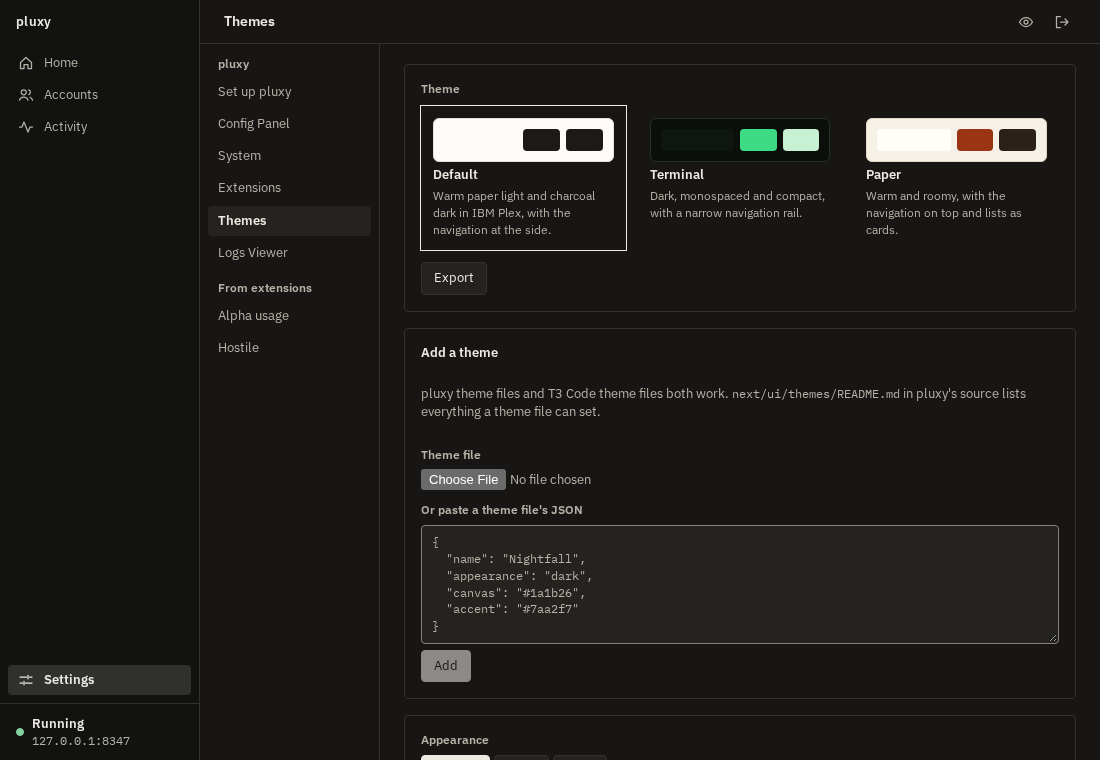 pluxy
Themes
Home
Accounts
Activity
Settings
Running
127.0.0.1:8347
pluxy
Set up pluxy
Config Panel
System
Extensions
Themes
Logs Viewer
From extensions
Alpha usage
Hostile
Theme
Default
Warm paper light and charcoal
dark in IBM Plex, with the
navigation at the side.
Terminal
Dark, monospaced and compact,
with a narrow navigation rail.
Paper
Warm and roomy, with the
navigation on top and lists as
cards.
Export
Add a theme
pluxy theme files and T3 Code theme files both work. next/ui/themes/README.md in pluxy's source lists
everything a theme file can set.
Theme file
Choose File No file chosen
Or paste a theme file's JSON
{
"name": "Nightfall",
"appearance": "dark",
"canvas": "#1a1b26",
"accent": "#7aa2f7"
}
Add
Appearance